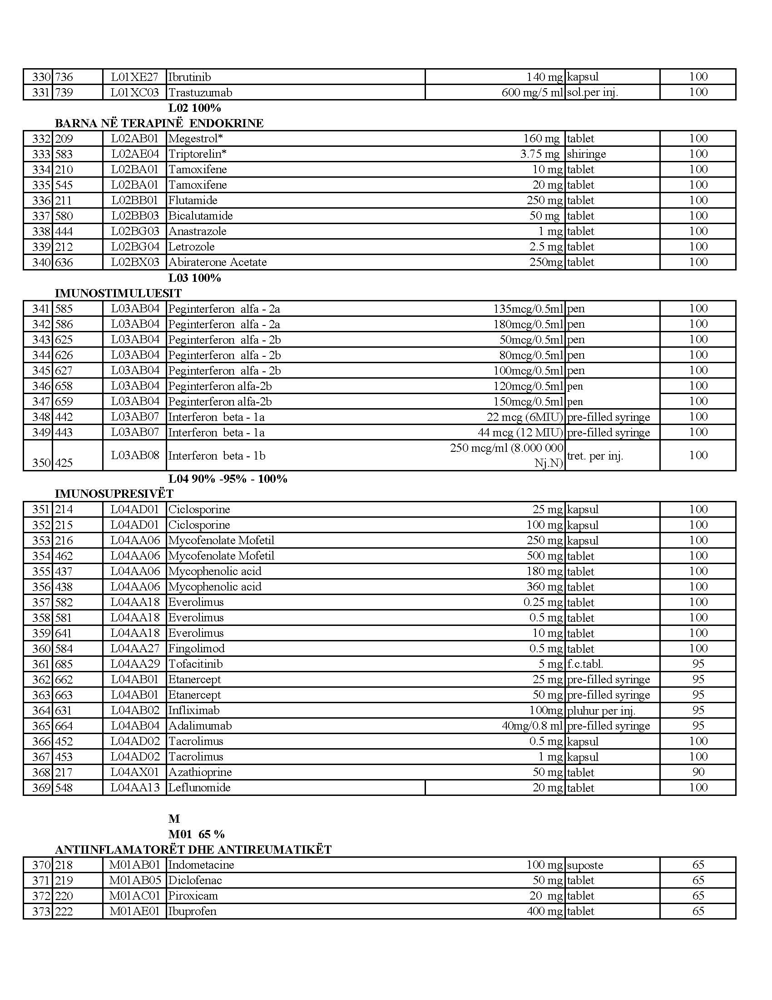 330 736 L01XE27 Ibrutinib 140 mg kapsul 100
331 739 L01XC03 Trastuzumab 600 mg/5 ml sol.per inj. 100
L02 100%
BARNA NË TERAPINË ENDOKRINE
332 209 L02AB01 Megestrol* 160 mg tablet 100
333 583 L02AE04 Triptorelin* 3.75 mg shiringe 100
334 210 L02BA01 Tamoxifene 10 mg tablet 100
335 545 L02BA01 Tamoxifene 20 mg tablet 100
336 211 L02BB01 Flutamide 250 mg tablet 100
337 580 L02BB03 Bicalutamide 50 mg tablet 100
338 444 L02BG03 Anastrazole 1 mg tablet 100
339 212 L02BG04 Letrozole 2.5 mg tablet 100
340 636 L02BX03 Abiraterone Acetate 250mg tablet 100
L03 100%
IMUNOSTIMULUESIT
341 585 L03AB04 Peginterferon alfa - 2a 135mcg/0.5ml pen 100
342 586 L03AB04 Peginterferon alfa - 2a 180mcg/0.5ml pen 100
343 625 L03AB04 Peginterferon alfa - 2b 50mcg/0.5ml pen 100
344 626 L03AB04 Peginterferon alfa - 2b 80mcg/0.5ml pen 100
345 627 L03AB04 Peginterferon alfa - 2b 100mcg/0.5ml pen 100
346 658 L03AB04 Peginterferon alfa-2b 120mcg/0.5ml pen 100
347 659 L03AB04 Peginterferon alfa-2b 150mcg/0.5ml pen 100
348 442 L03AB07 Interferon beta - 1a 22 mcg (6MIU) pre-filled syringe 100
349 443 L03AB07 Interferon beta - 1a 44 mcg (12 MIU) pre-filled syringe 100
350 425 L03AB08 Interferon beta - 1b 250 mcg/ml (8.000 000
Nj.N) tret. per inj. 100
L04 90% -95% - 100%
IMUNOSUPRESIVËT
351 214 L04AD01 Ciclosporine 25 mg kapsul 100
352 215 L04AD01 Ciclosporine 100 mg kapsul 100
353 216 L04AA06 Mycofenolate Mofetil 250 mg kapsul 100
354 462 L04AA06 Mycofenolate Mofetil 500 mg tablet 100
355 437 L04AA06 Mycophenolic acid 180 mg tablet 100
356 438 L04AA06 Mycophenolic acid 360 mg tablet 100
357 582 L04AA18 Everolimus 0.25 mg tablet 100
358 581 L04AA18 Everolimus 0.5 mg tablet 100
359 641 L04AA18 Everolimus 10 mg tablet 100
360 584 L04AA27 Fingolimod 0.5 mg tablet 100
361 685 L04AA29 Tofacitinib 5 mg f.c.tabl. 95
362 662 L04AB01 Etanercept 25 mg pre-filled syringe 95
363 663 L04AB01 Etanercept 50 mg pre-filled syringe 95
364 631 L04AB02 Infliximab 100mg pluhur per inj. 95
365 664 L04AB04 Adalimumab 40mg/0.8 ml pre-filled syringe 95
366 452 L04AD02 Tacrolimus 0.5 mg kapsul 100
367 453 L04AD02 Tacrolimus 1 mg kapsul 100
368 217 L04AX01 Azathioprine 50 mg tablet 90
369 548 L04AA13 Leflunomide 20 mg tablet 100
M
M01 65 %
ANTIINFLAMATORËT DHE ANTIREUMATIKËT
370 218 M01AB01 Indometacine 100 mg suposte 65
371 219 M01AB05 Diclofenac 50 mg tablet 65
372 220 M01AC01 Piroxicam 20 mg tablet 65
373 222 M01AE01 Ibuprofen 400 mg tablet 65